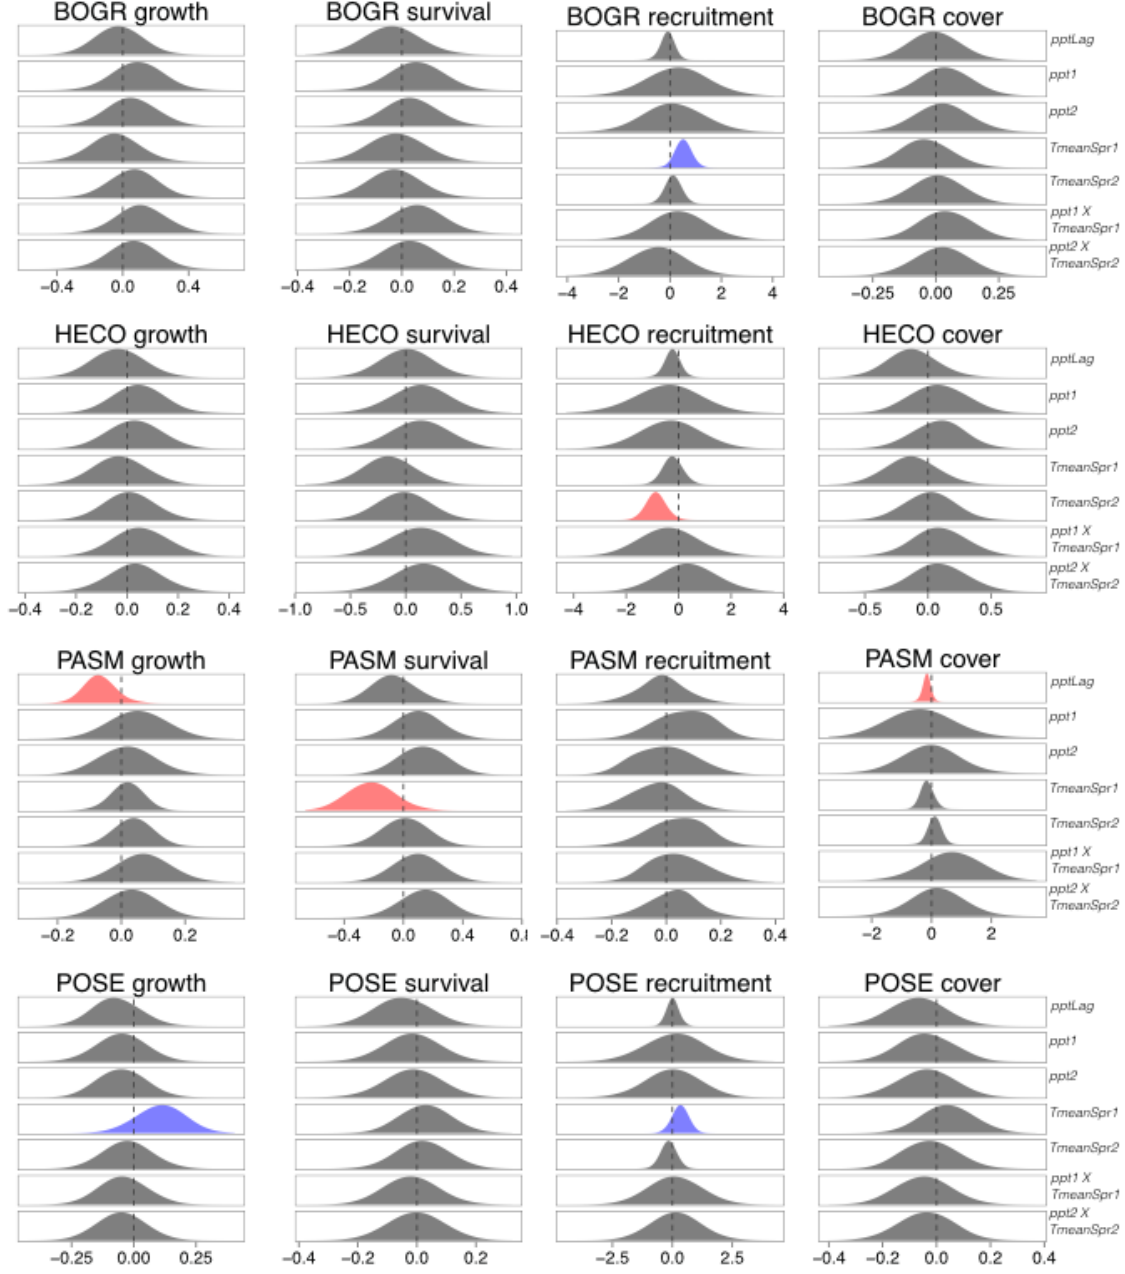 BOGR growth BOGR survival BOGR recruitment BOGR cover
pptLag
ppt1
ppt2
TmeanSpr1
TmeanSpr2
ppt1 X
TmeanSpr1
ppt2 X
TmeanSpr2
−0.4 0.0 0.4 −0.4 −0.2 0.0 0.2 0.4 −4 −2 0 2 4 −0.25 0.00 0.25
HECO growth HECO survival HECO recruitment HECO cover
pptLag
ppt1
ppt2
TmeanSpr1
TmeanSpr2
ppt1 X
TmeanSpr1
ppt2 X
TmeanSpr2
−0.4 −0.2 0.0 0.2 0.4 −1.0 −0.5 0.0 0.5 1.0 −4 −2 0 2 4 −0.5 0.0 0.5
PASM growth PASM survival PASM recruitment PASM cover
pptLag
ppt1
ppt2
TmeanSpr1
TmeanSpr2
ppt1 X
TmeanSpr1
ppt2 X
TmeanSpr2
−0.2 0.0 0.2 −0.4 0.0 0.4 −0.4 −0.2 0.0 0.2 0.4 −2 0 2
POSE growth POSE survival POSE recruitment POSE cover
pptLag
ppt1
ppt2
TmeanSpr1
TmeanSpr2
ppt1 X
TmeanSpr1
ppt2 X
TmeanSpr2
−0.25 0.00 0.25 −0.4 −0.2 0.0 0.2 −2.5 0.0 2.5 −0.4 −0.2 0.0 0.2 0.4